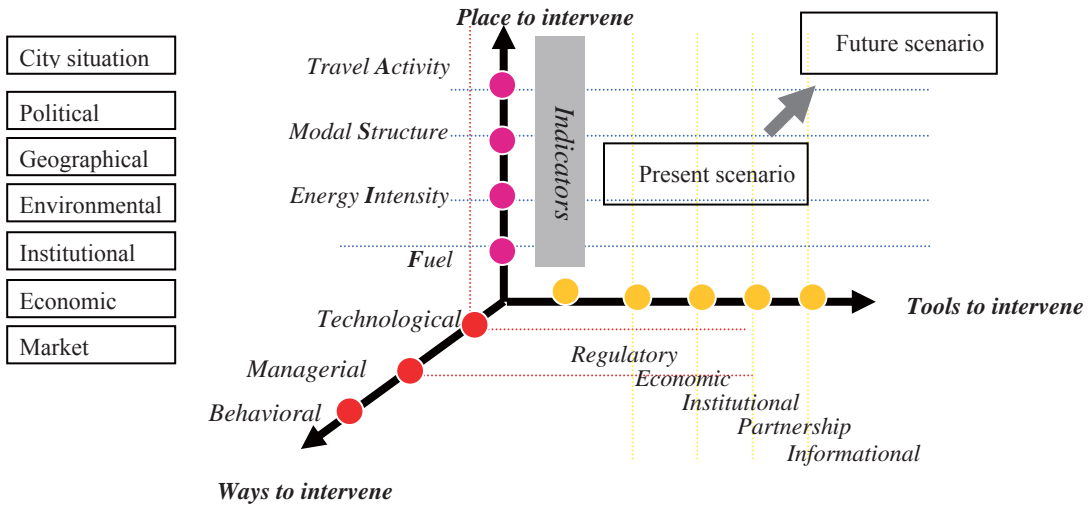 Place to intervene
City situation
Political
Geographical
Environmental
Institutional
Economic
Market
Travel Activity
Modal Structure
Energy Intensity
Fuel
Indicators
Future scenario
Present scenario
Tools to intervene
Technological
Managerial
Behavioral
Ways to intervene
Regulatory
Economic
Institutional
Partnership
Informational